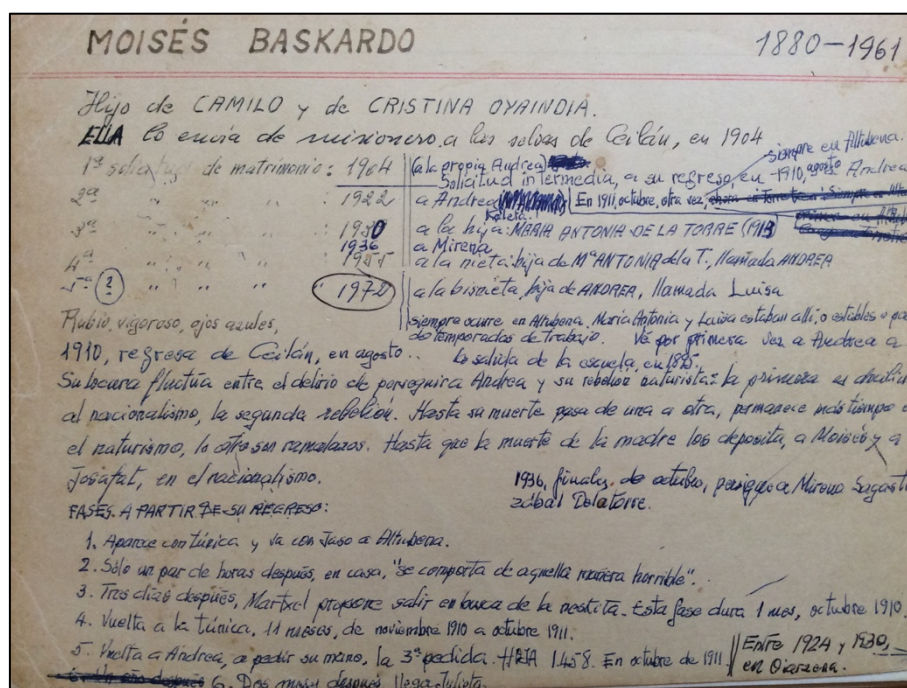 MOISÉS BASKARDO 1880-1961
Hijo de CAMILO y de CRISTINA OYAINDIA.
ELLA lo envía de misionero a las selvas de Ceilán, en 1904
siempre en Altubena.
1ª solicitud de matrimonio: 1904 (a la propia Andrea)
Solicitud intermedia, a su regreso, en 1910, agosto Andrea
2ª " " " 1922 a Andrea En 1911, octubre, otra vez,
3ª " " " 1930 a la hija: MARIA ANTONIA DE LA TORRE (1913
1936 a Mirena
4ª " " " 1955 a la nieta, hija de Mª ANTONIA de la T., llamada ANDREA
5ª (?) " " " 1972 a la bisnieta, hija de ANDREA, llamada Luisa
Rubio, vigoroso, ojos azules,
siempre ocurre en Altubena. María Antonia y Luisa estaban allí, o estables o
do temporadas de trabajo. Ve por primera vez a Andrea a
1910, regresa de Ceilán, en agosto.. la salida de la escuela, en 1895.
Su locura fluctúa entre el delirio de perseguir a Andrea y su rebelión naturista: la primera es
al nacionalismo, la segunda rebelión. Hasta su muerte pasa de una a otra, permanece más tiempo
el naturismo, lo otro son ramalazos. Hasta que la muerte de la madre los deposita, a Moisés y a
Josafat, en el nacionalismo.
1936, finales de octubre, persigue a Mirena
FASES, A PARTIR DE SU REGRESO:
1. Aparece con túnica y va con Jaso a Altubena.
2. Sólo un par de horas después, en casa, "se comporta de aquella manera horrible".
3. Tres días después, Martxel propone salir en busca de la nestita. Esta fase dura 1 mes, octubre 1910.
4. Vuelta a la túnica, 11 meses, de noviembre 1910 a octubre 1911.
5. Vuelta a Andrea, a pedir su mano, la 3ª pedida. HRIA 1458. En octubre de 1911.
Entre 1924 y 1930,
en Oiarzena.
6. Dos meses después, llega Julieta.